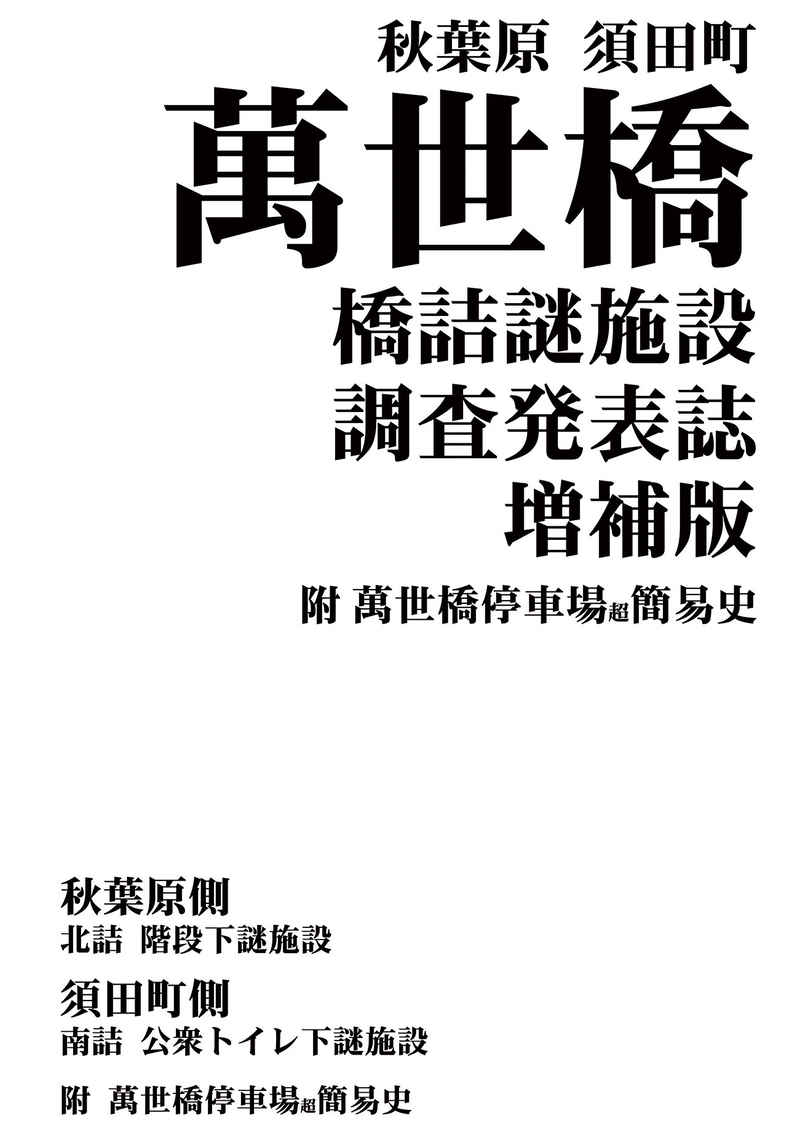 秋葉原 須田町
萬世橋
橋詰謎施設
調査発表誌
増補版
附 萬世橋停車場超簡易史
秋葉原側
北詰 階段下謎施設
須田町側
南詰 公衆トイレ下謎施設
附 萬世橋停車場超簡易史